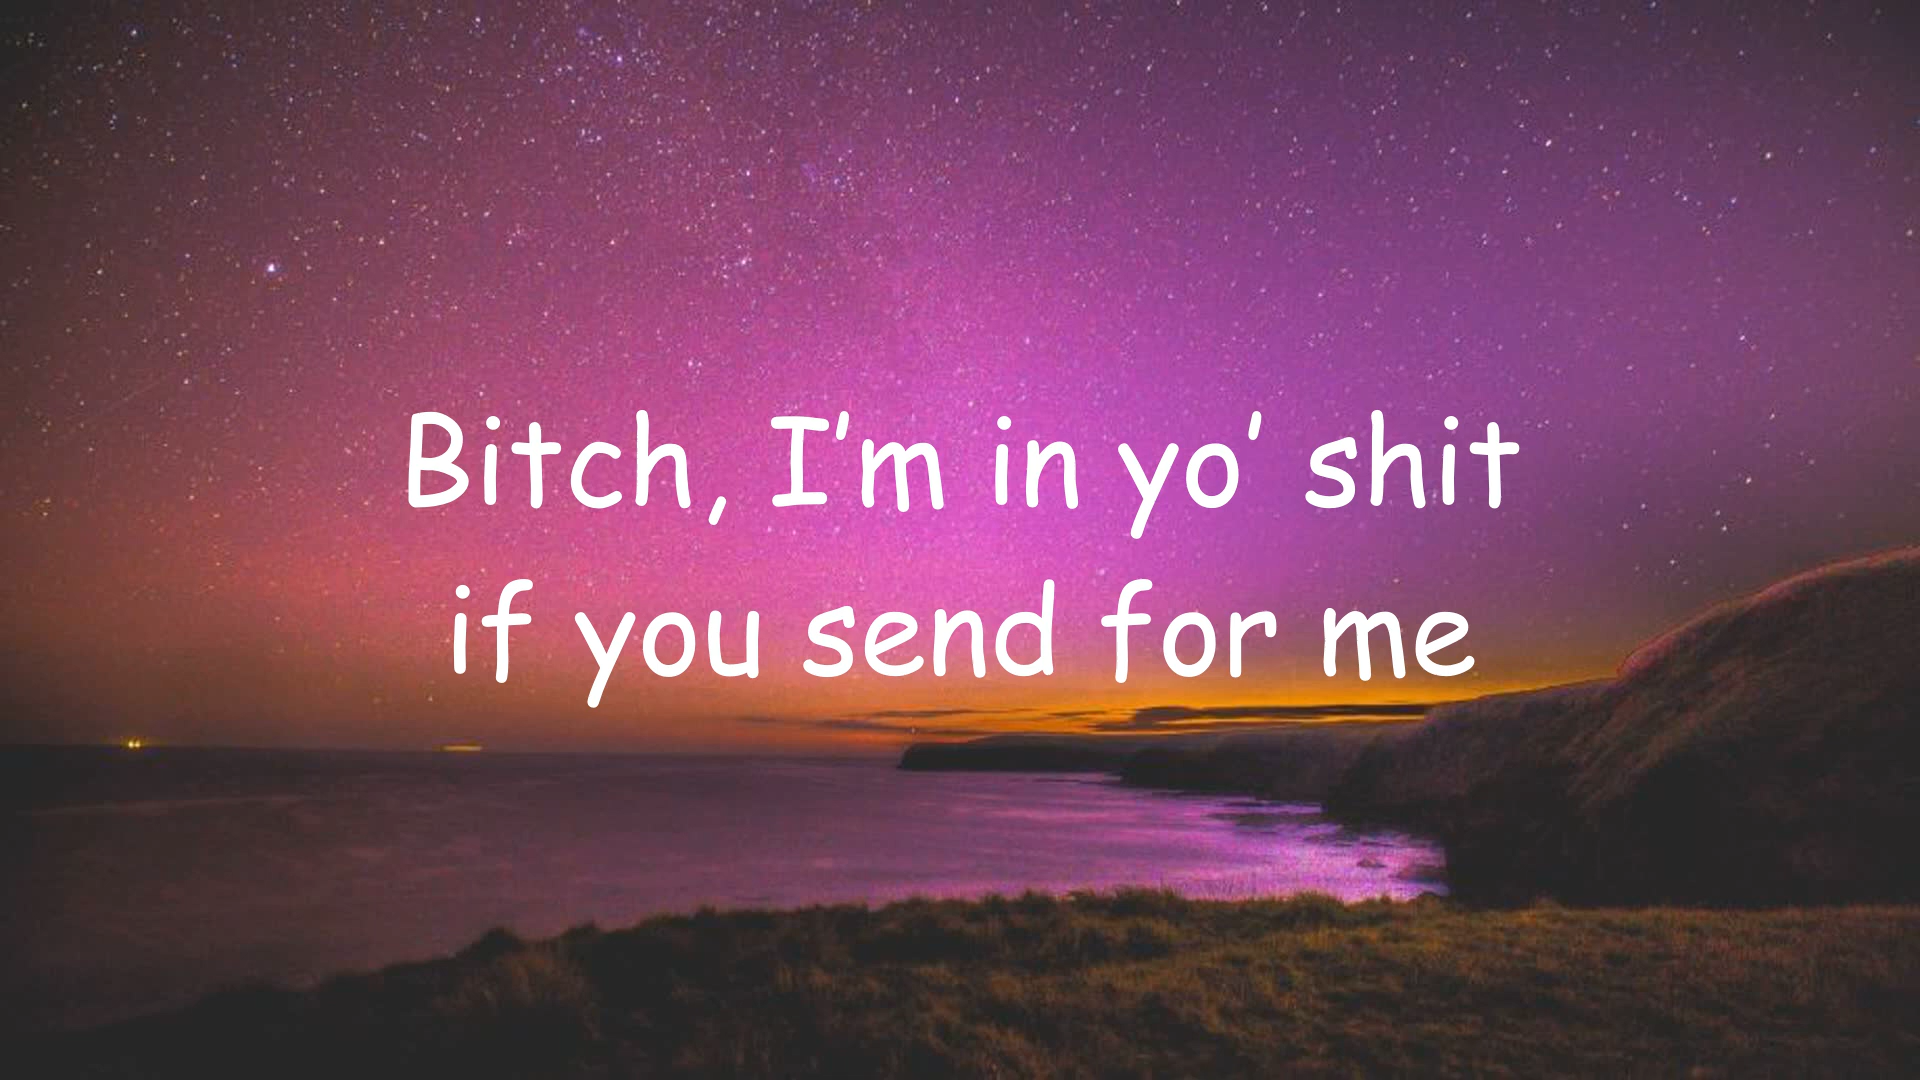 Bitch, I’m in yo’ shit
if you send for me